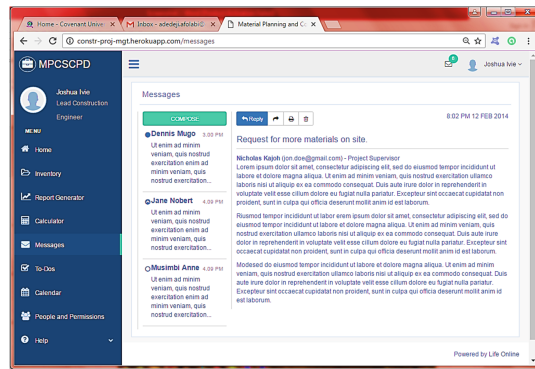 Home - Covenant Univer
Inbox - adedejiafolabi@
Material Planning and Co
constr-proj-mgt.herokuapp.com/messages
MPCSCPD
Joshua Ivie
Joshua Ivie
Lead Construction
Engineer
MENU
Home
Inventory
Report Generator
Calculator
Messages
To-Dos
Calendar
People and Permissions
Help
Messages
COMPOSE
Dennis Mugo 3.00 PM
Ut enim ad minim
veniam, quis nostrud
exercitation enim ad
minim veniam, quis
nostrud exercitation...
Jane Nobert 4.09 PM
Ut enim ad minim
veniam, quis nostrud
exercitation enim ad
minim veniam, quis
nostrud exercitation...
Musimbi Anne 4.09 PM
Ut enim ad minim
veniam, quis nostrud
exercitation enim ad
minim veniam, quis
nostrud exercitation...
Reply
8:02 PM 12 FEB 2014
Request for more materials on site.
Nicholas Kajoh (jon.doe@gmail.com) - Project Supervisor
Lorem ipsum dolor sit amet, consectetur adipiscing elit, sed do eiusmod tempor incididunt ut
labore et dolore magna aliqua. Ut enim ad minim veniam, quis nostrud exercitation ullamco
laboris nisi ut aliquip ex ea commodo consequat. Duis aute irure dolor in reprehenderit in
voluptate velit esse cillum dolore eu fugiat nulla pariatur. Excepteur sint occaecat cupidatat non
proident, sunt in culpa qui officia deserunt mollit anim id est laborum.
Riusmod tempor incididunt ut labor erem ipsum dolor sit amet, consectetur adipiscing elit, sed do
eiusmod tempor incididunt ut labore et dolore magna aliqua. Ut enim ad minim veniam, quis
nostrud exercitation ullamco laboris nisi ut aliquip ex ea commodo consequat. Duis aute irure
dolor in reprehenderit in voluptate velit esse cillum dolore eu fugiat nulla pariatur. Excepteur sint
occaecat cupidatat non proident, sunt in culpa qui officia deserunt mollit anim id est laborum.
Modesed do eiusmod tempor incididunt ut labore et dolore magna aliqua. Ut enim ad minim
veniam, quis nostrud exercitation ullamco laboris nisi ut aliquip ex ea commodo consequat. Duis
aute irure dolor in reprehenderit in voluptate velit esse cillum dolore eu fugiat nulla pariatur.
Excepteur sint occaecat cupidatat non proident, sunt in culpa qui officia deserunt mollit anim id
est laborum.
Powered by Life Online